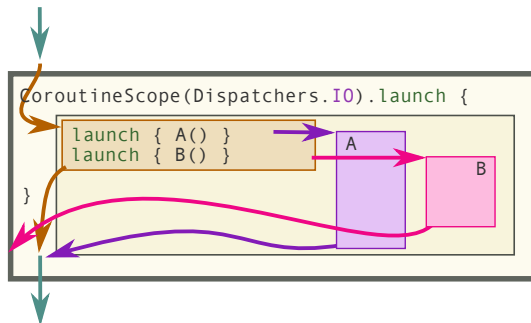 CoroutineScope(Dispatchers.IO).launch {
launch { A() }
launch { B() }
A
B
}